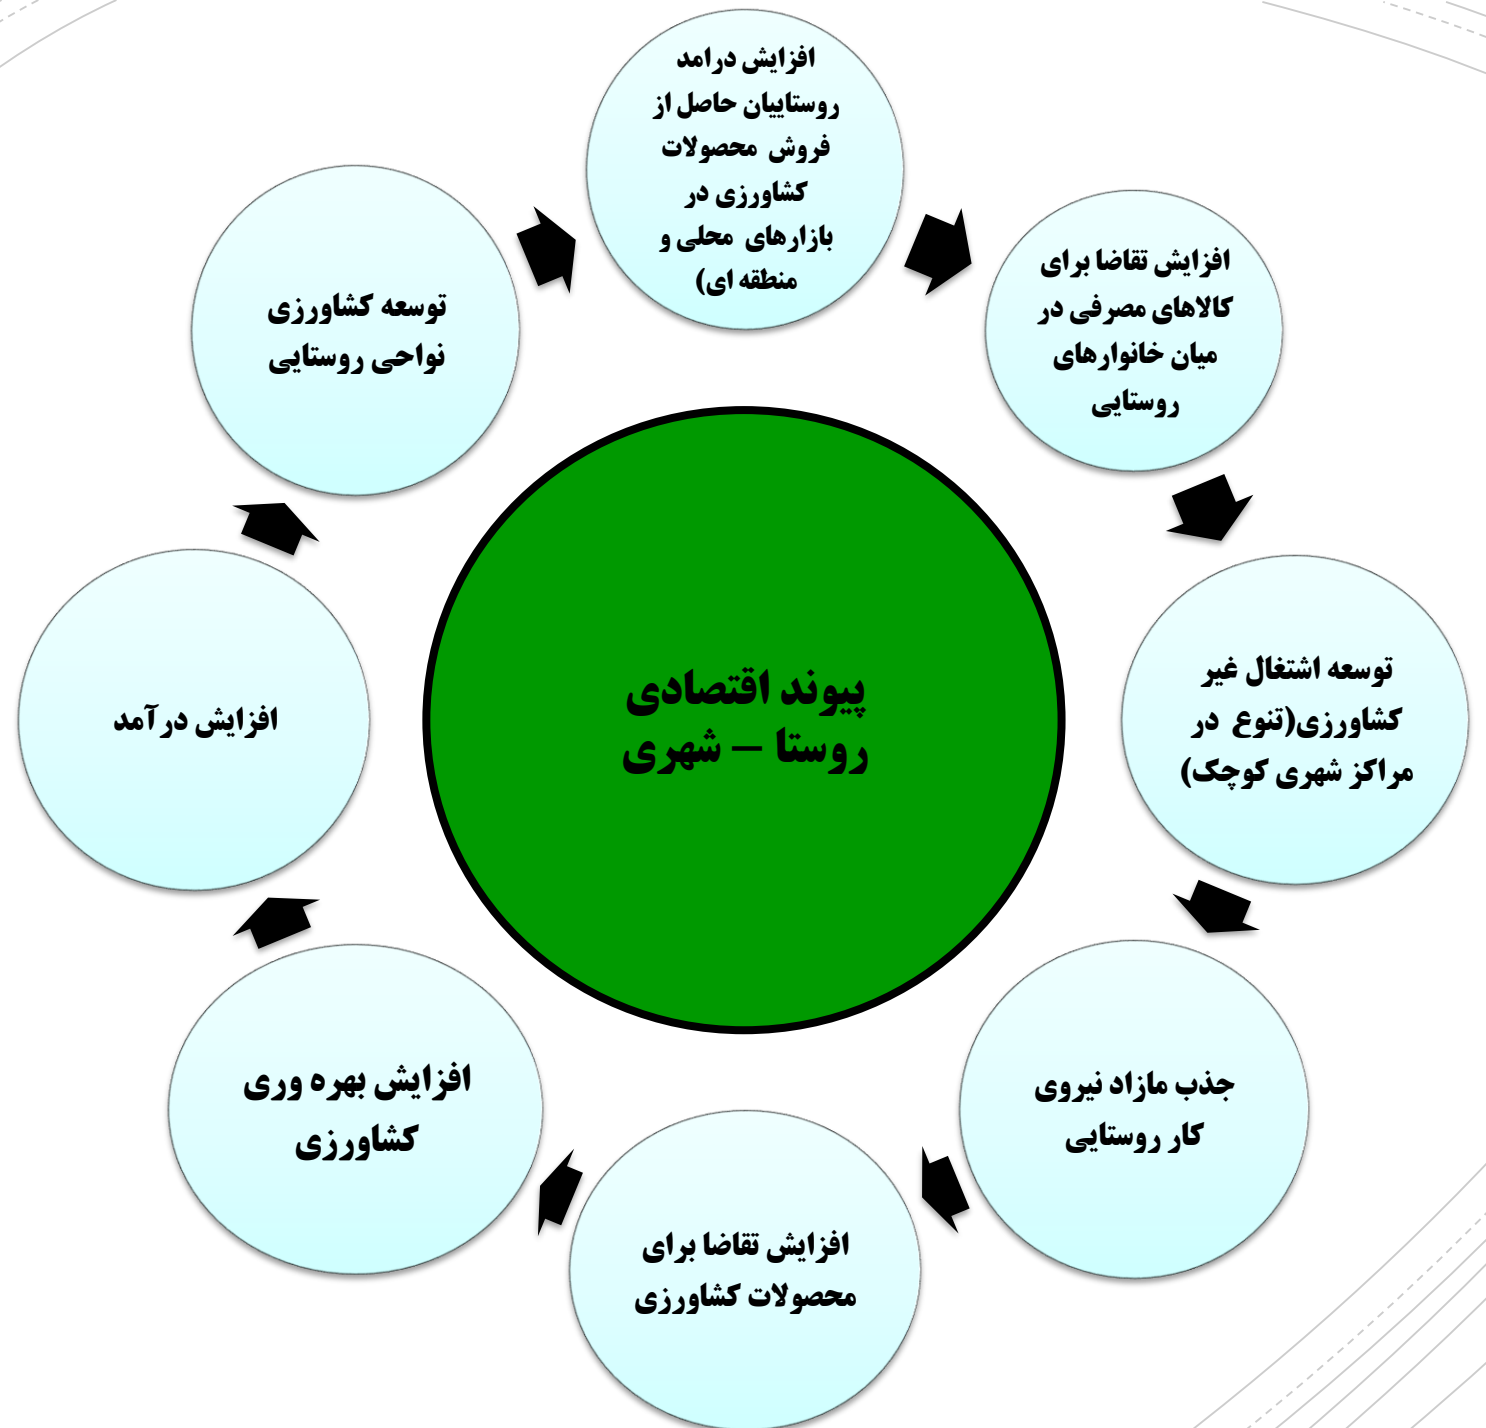 افزایش درامد
روستاییان حاصل از
فروش محصولات
کشاورزی در
بازارهای محلی و
منطقه ای)
افزایش تقاضا برای
کالاهای مصرفی در
میان خانوارهای
روستایی
توسعه اشتغال غیر
کشاورزی(تنوع در
مراکز شهری کوچک)
جذب مازاد نیروی
کار روستایی
افزایش تقاضا برای
محصولات کشاورزی
افزایش بهره وری
کشاورزی
افزایش درآمد
توسعه کشاورزی
نواحی روستایی
پیوند اقتصادی
روستا – شهری